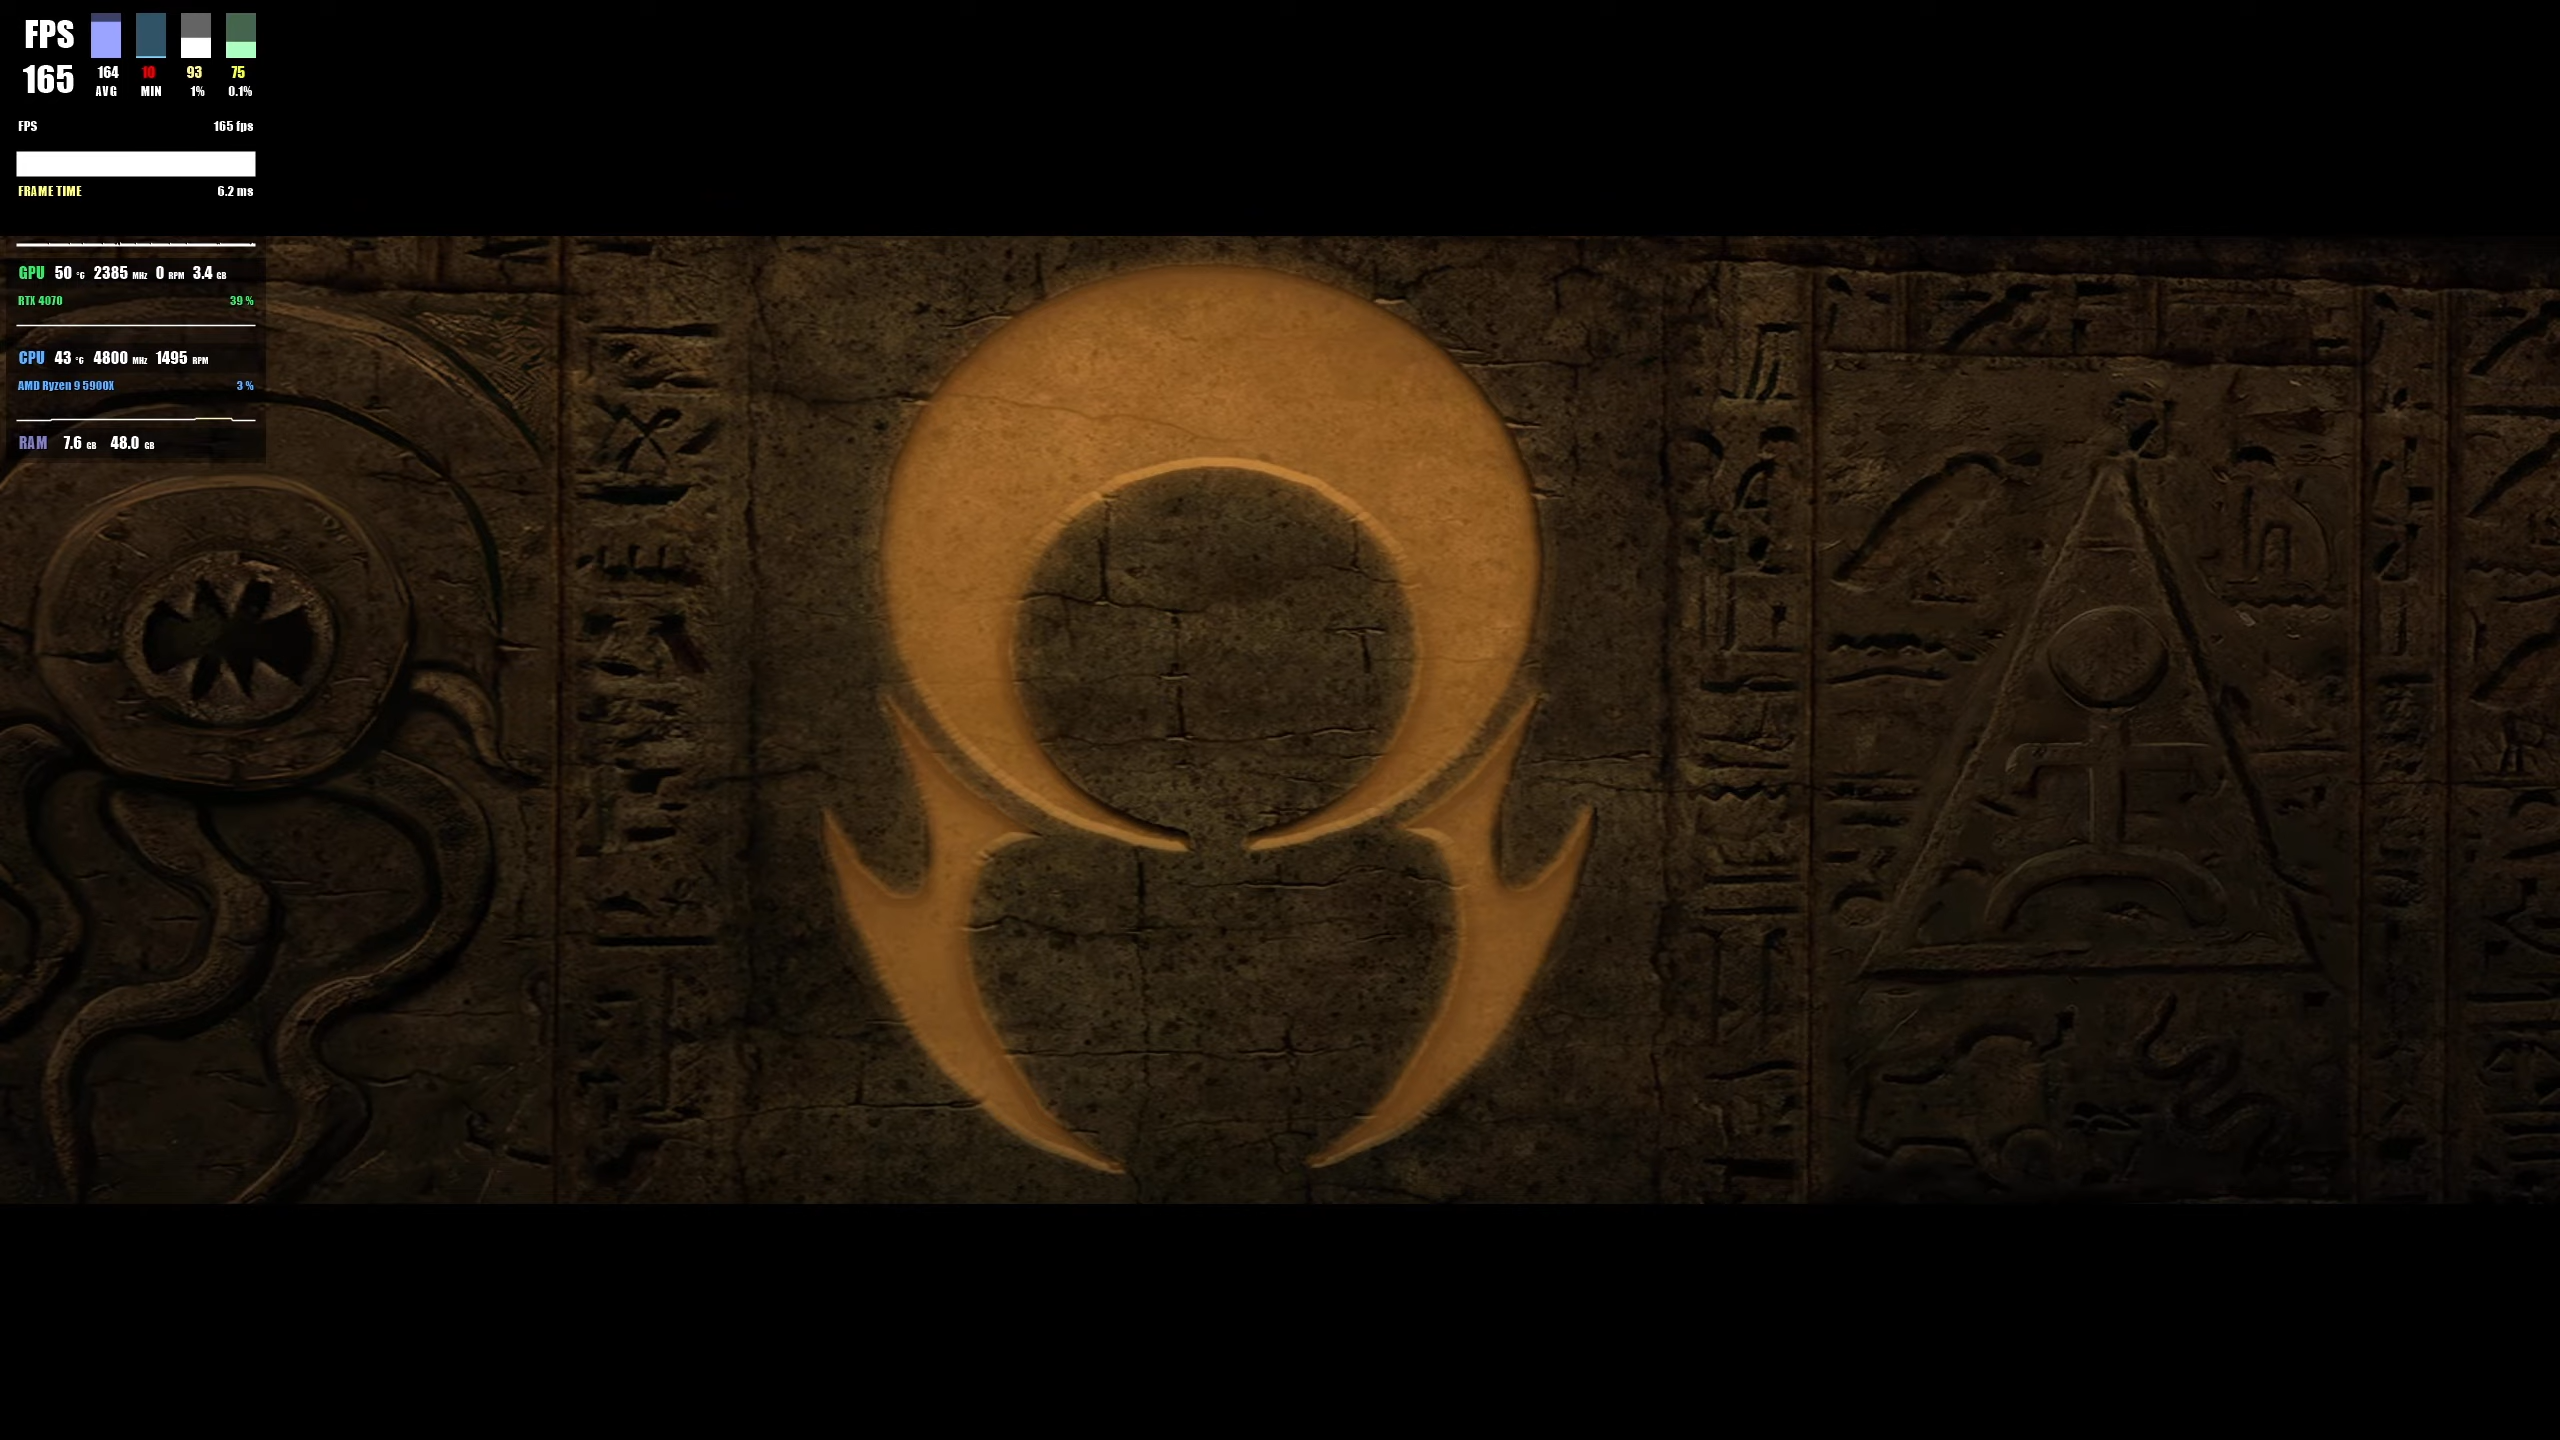 FPS
165
164 10 93 75
AVG MIN 1% 0.1%
FPS 165 fps
FRAME TIME 6.2 ms
GPU 50 °C 2385 MHz 0 RPM 3.4 GB
RTX 4070 39 %
CPU 43 °C 4800 MHz 1495 RPM
AMD Ryzen 9 5900X 3 %
RAM 7.6 GB 48.0 GB